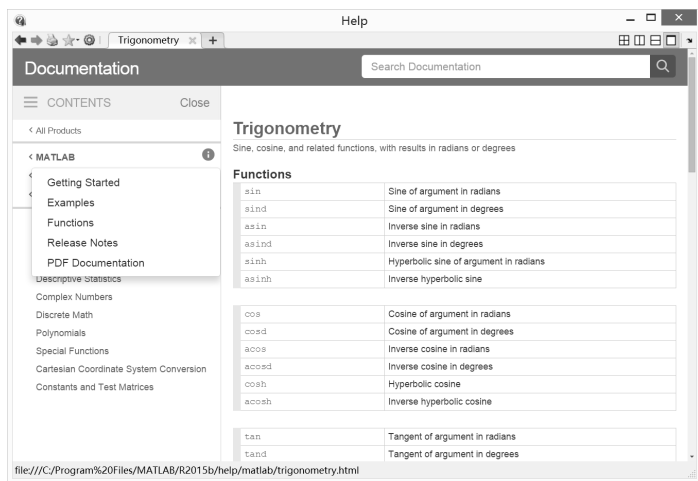 Help
Trigonometry
Documentation
Search Documentation
CONTENTS Close
< All Products
< MATLAB
Getting Started
Examples
Functions
Release Notes
PDF Documentation
Descriptive Statistics
Complex Numbers
Discrete Math
Polynomials
Special Functions
Cartesian Coordinate System Conversion
Constants and Test Matrices
Trigonometry
Sine, cosine, and related functions, with results in radians or degrees
Functions
sin Sine of argument in radians
sind Sine of argument in degrees
asin Inverse sine in radians
asind Inverse sine in degrees
sinh Hyperbolic sine of argument in radians
asinh Inverse hyperbolic sine
cos Cosine of argument in radians
cosd Cosine of argument in degrees
acos Inverse cosine in radians
acosd Inverse cosine in degrees
cosh Hyperbolic cosine
acosh Inverse hyperbolic cosine
tan Tangent of argument in radians
tand Tangent of argument in degrees
file:///C:/Program%20Files/MATLAB/R2015b/help/matlab/trigonometry.html